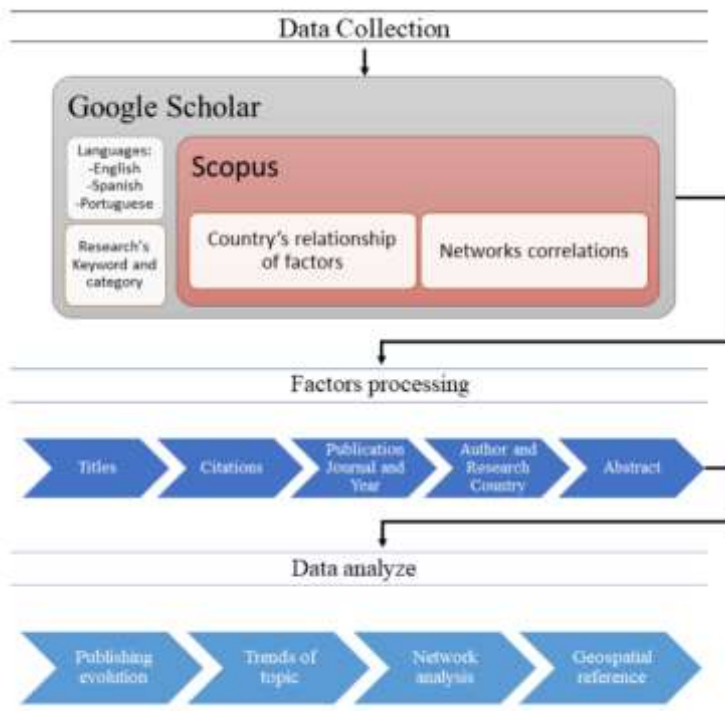 Data Collection
Google Scholar
Languages:
-English
-Spanish
-Portuguese
Research's
Keyword and
category
Scopus
Country's relationship
of factors
Networks correlations
Factors processing
Titles
Citations
Publication
Journal and
Year
Author and
Research
Country
Abstract
Data analyze
Publishing
evolution
Trends of
topic
Network
analysis
Geospatial
reference